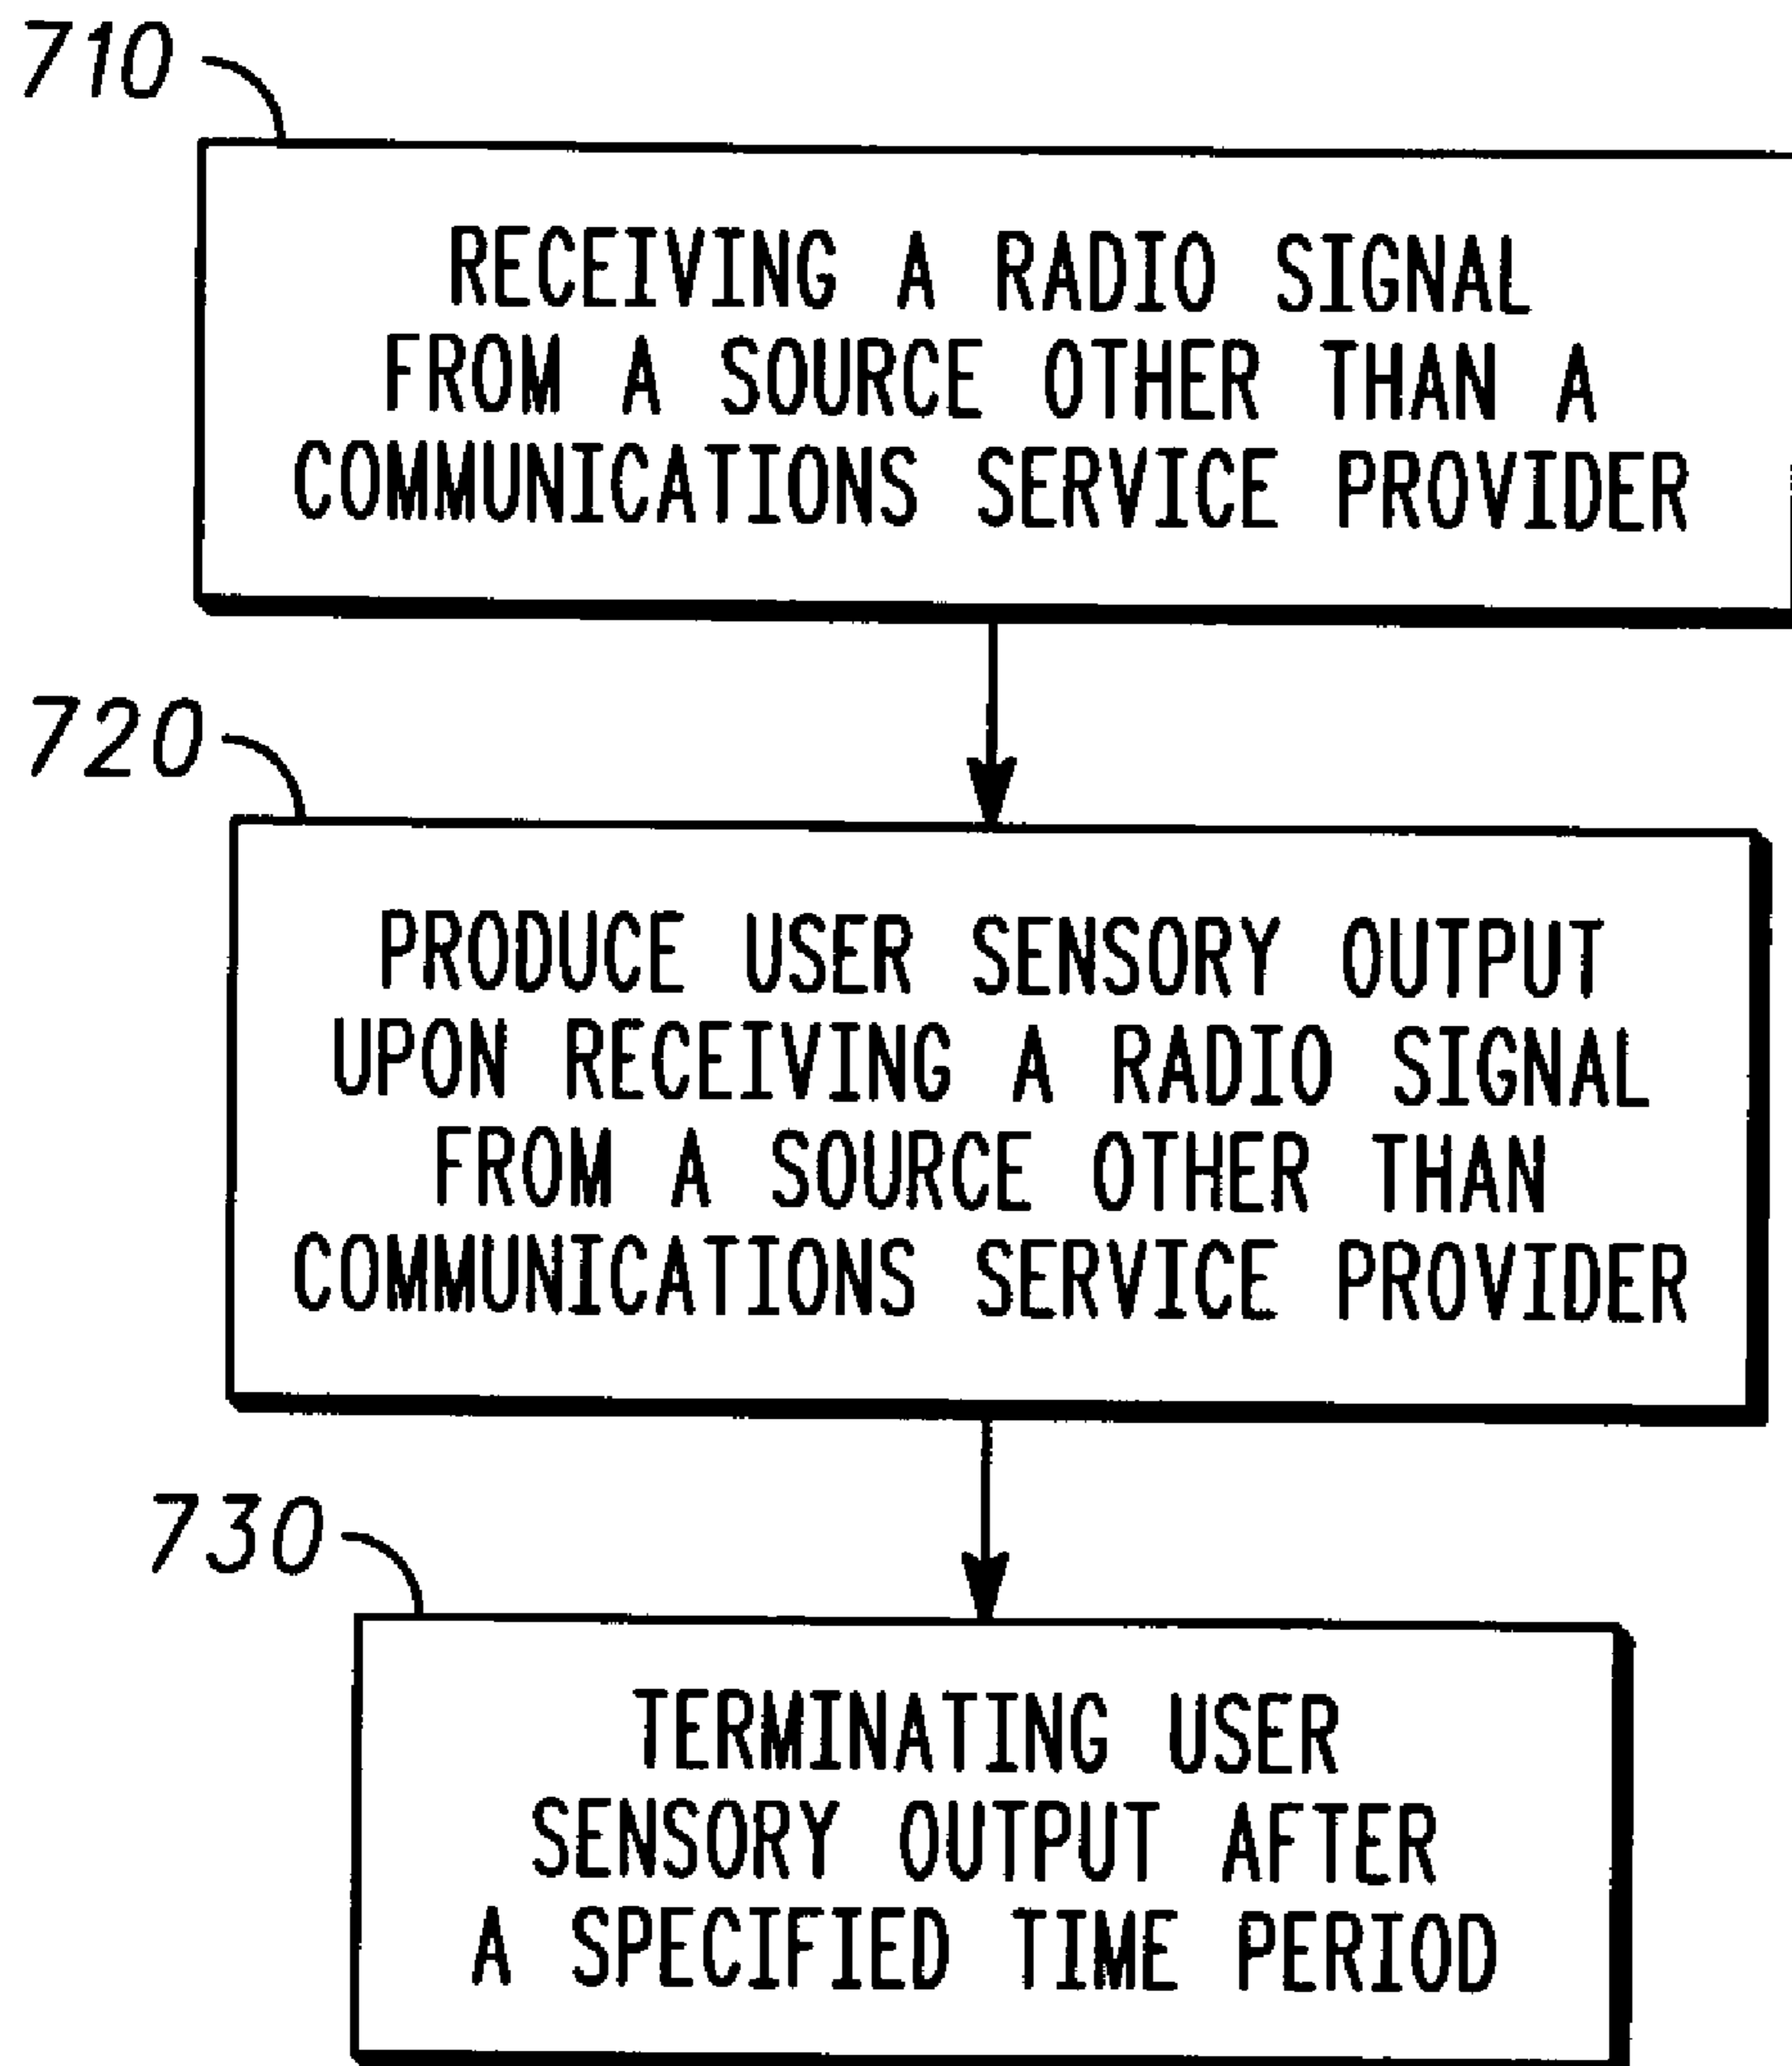 710
RECEIVING A RADIO SIGNAL
FROM A SOURCE OTHER THAN A
COMMUNICATIONS SERVICE PROVIDER
720
PRODUCE USER SENSORY OUTPUT
UPON RECEIVING A RADIO SIGNAL
FROM A SOURCE OTHER THAN
COMMUNICATIONS SERVICE PROVIDER
730
TERMINATING USER
SENSORY OUTPUT AFTER
A SPECIFIED TIME PERIOD